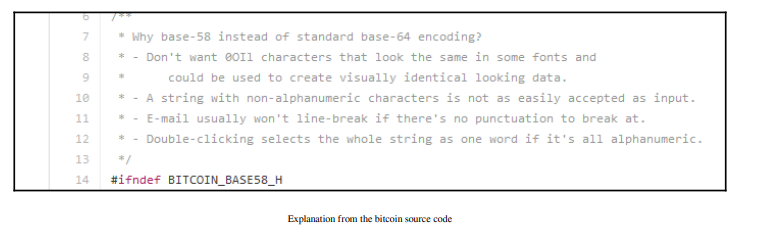 6 /**
7 * Why base-58 instead of standard base-64 encoding?
8 * - Don't want 0OIl characters that look the same in some fonts and
9 * could be used to create visually identical looking data.
10 * - A string with non-alphanumeric characters is not as easily accepted as input.
11 * - E-mail usually won't line-break if there's no punctuation to break at.
12 * - Double-clicking selects the whole string as one word if it's all alphanumeric.
13 */
14 #ifndef BITCOIN_BASE58_H
Explanation from the bitcoin source code